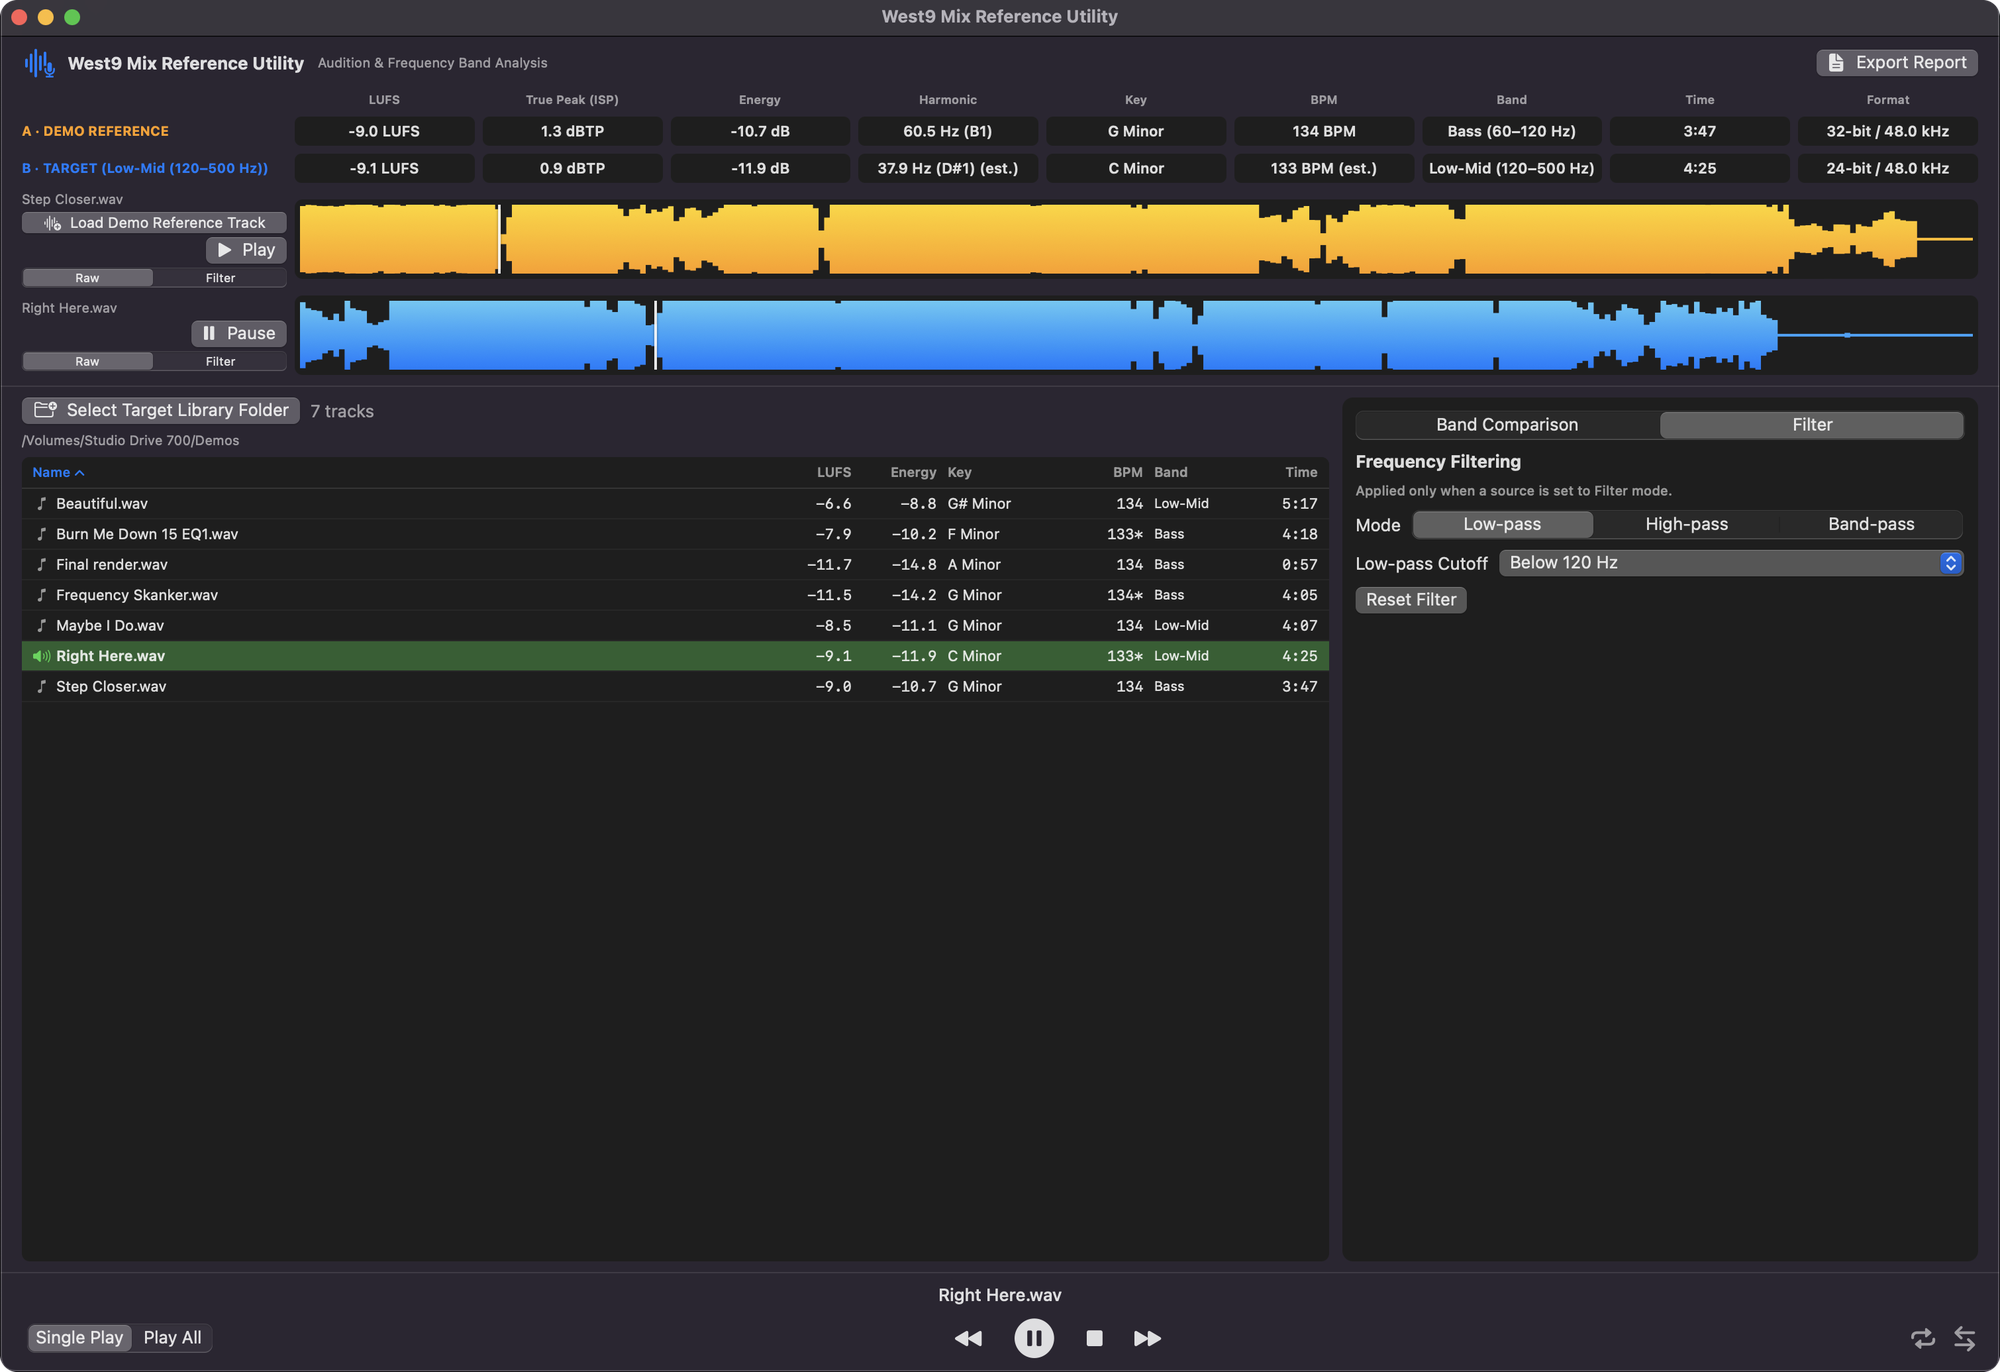 West9 Mix Reference Utility
West9 Mix Reference Utility Audition & Frequency Band Analysis Export Report
LUFS True Peak (ISP) Energy Harmonic Key BPM Band Time Format
A · DEMO REFERENCE -9.0 LUFS 1.3 dBTP -10.7 dB 60.5 Hz (B1) G Minor 134 BPM Bass (60–120 Hz) 3:47 32-bit / 48.0 kHz
B · TARGET (Low-Mid (120–500 Hz)) -9.1 LUFS 0.9 dBTP -11.9 dB 37.9 Hz (D#1) (est.) C Minor 133 BPM (est.) Low-Mid (120–500 Hz) 4:25 24-bit / 48.0 kHz
Step Closer.wav
Load Demo Reference Track
Play
Raw Filter
Right Here.wav
Pause
Raw Filter
Select Target Library Folder 7 tracks
/Volumes/Studio Drive 700/Demos
Name LUFS Energy Key BPM Band Time
Beautiful.wav −6.6 −8.8 G# Minor 134 Low-Mid 5:17
Burn Me Down 15 EQ1.wav −7.9 −10.2 F Minor 133* Bass 4:18
Final render.wav −11.7 −14.8 A Minor 134 Bass 0:57
Frequency Skanker.wav −11.5 −14.2 G Minor 134* Bass 4:05
Maybe I Do.wav −8.5 −11.1 G Minor 134 Low-Mid 4:07
Right Here.wav −9.1 −11.9 C Minor 133* Low-Mid 4:25
Step Closer.wav −9.0 −10.7 G Minor 134 Bass 3:47
Band Comparison Filter
Frequency Filtering
Applied only when a source is set to Filter mode.
Mode Low-pass High-pass Band-pass
Low-pass Cutoff Below 120 Hz
Reset Filter
Right Here.wav
Single Play Play All